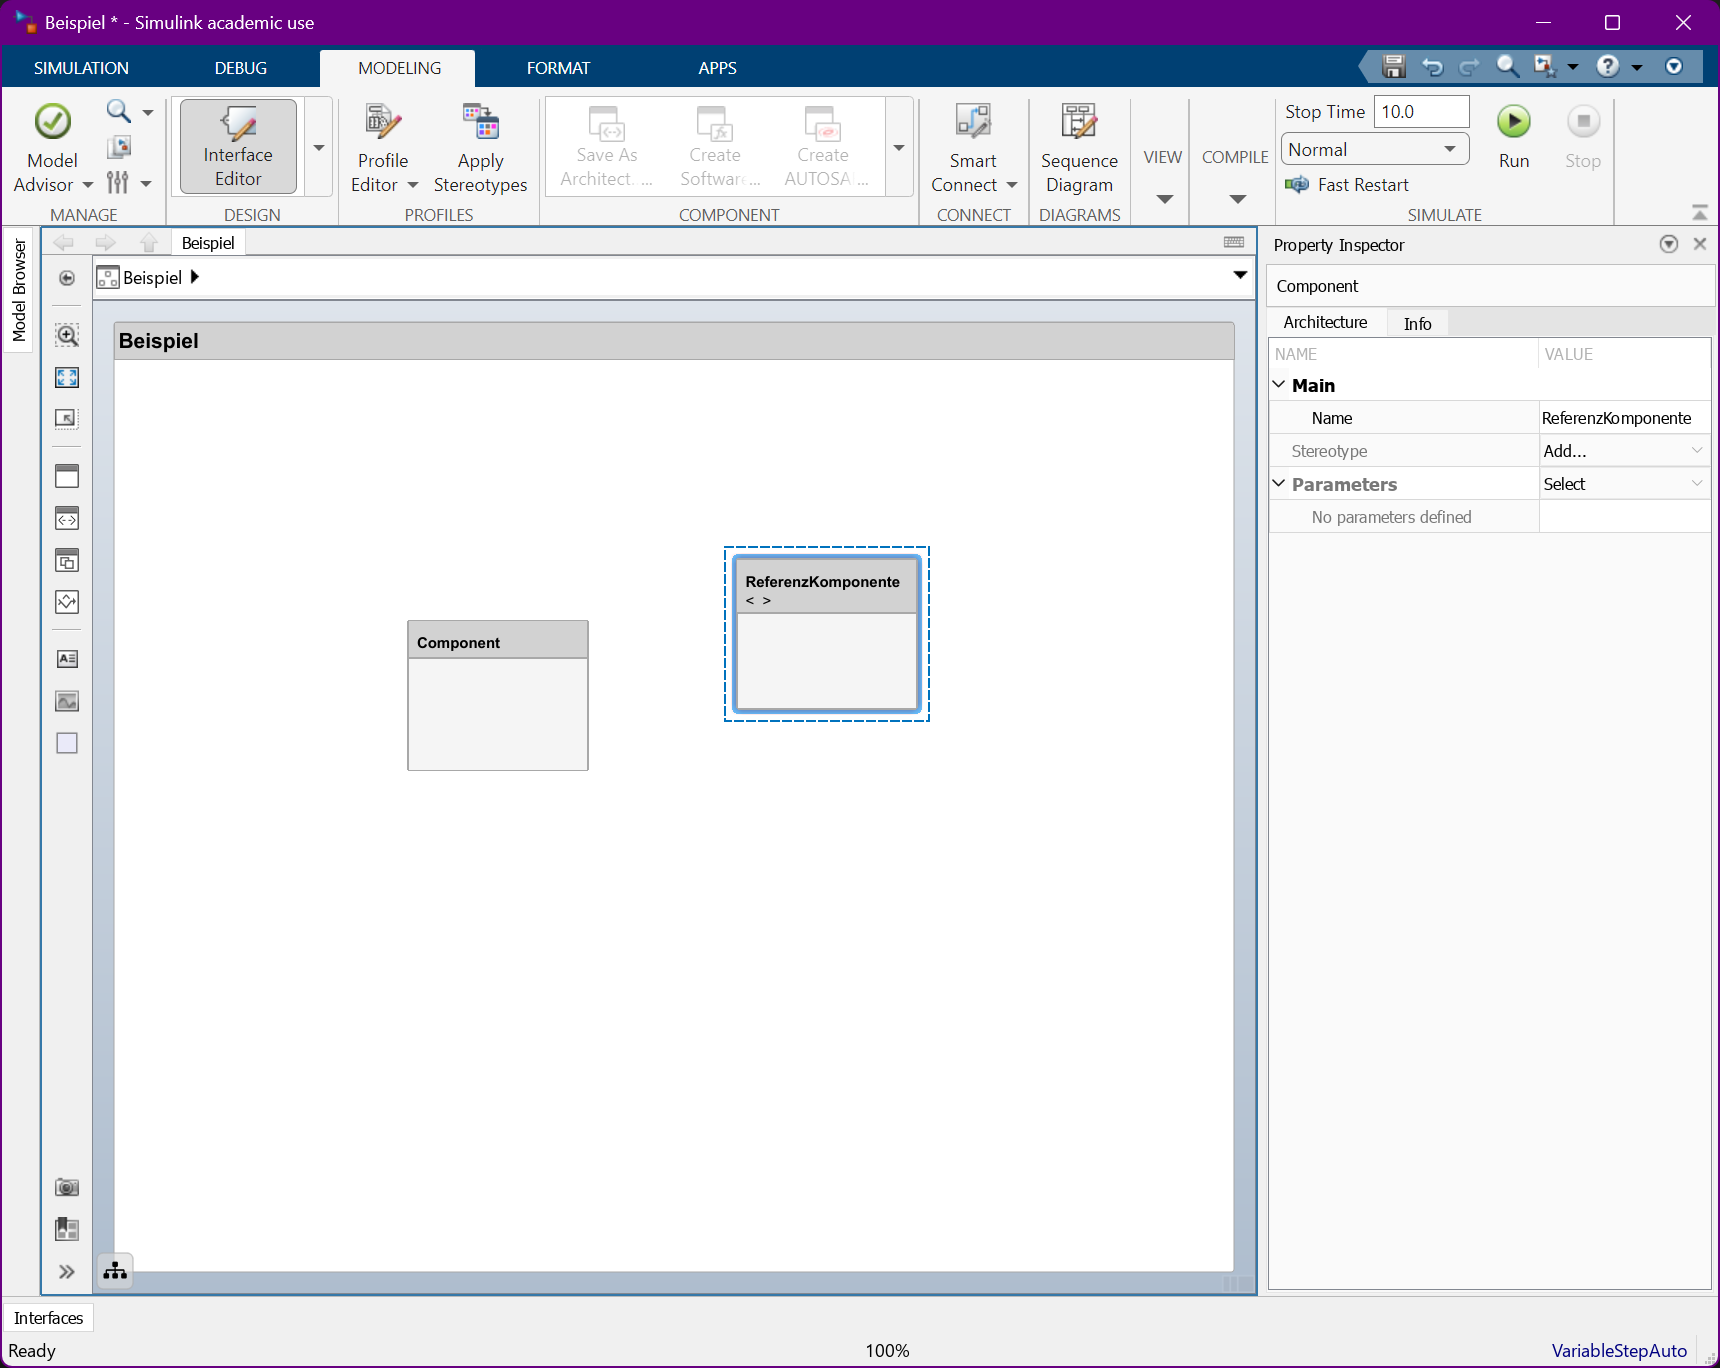 Beispiel * - Simulink academic use
SIMULATION
DEBUG
MODELING
FORMAT
APPS
Model
Advisor
MANAGE
Interface
Editor
DESIGN
Profile
Editor
Apply
Stereotypes
PROFILES
Save As
Architect. ...
Create
Software ...
Create
AUTOSA ...
COMPONENT
Smart
Connect
CONNECT
Sequence
Diagram
DIAGRAMS
VIEW
COMPILE
Stop Time 10.0
Normal
Fast Restart
Run
Stop
SIMULATE
Model Browser
Beispiel
Beispiel
Beispiel
Component
ReferenzKomponente
< >
Property Inspector
Component
Architecture
Info
NAME VALUE
Main
Name ReferenzKomponente
Stereotype Add...
Parameters Select
No parameters defined
Interfaces
Ready
100%
VariableStepAuto